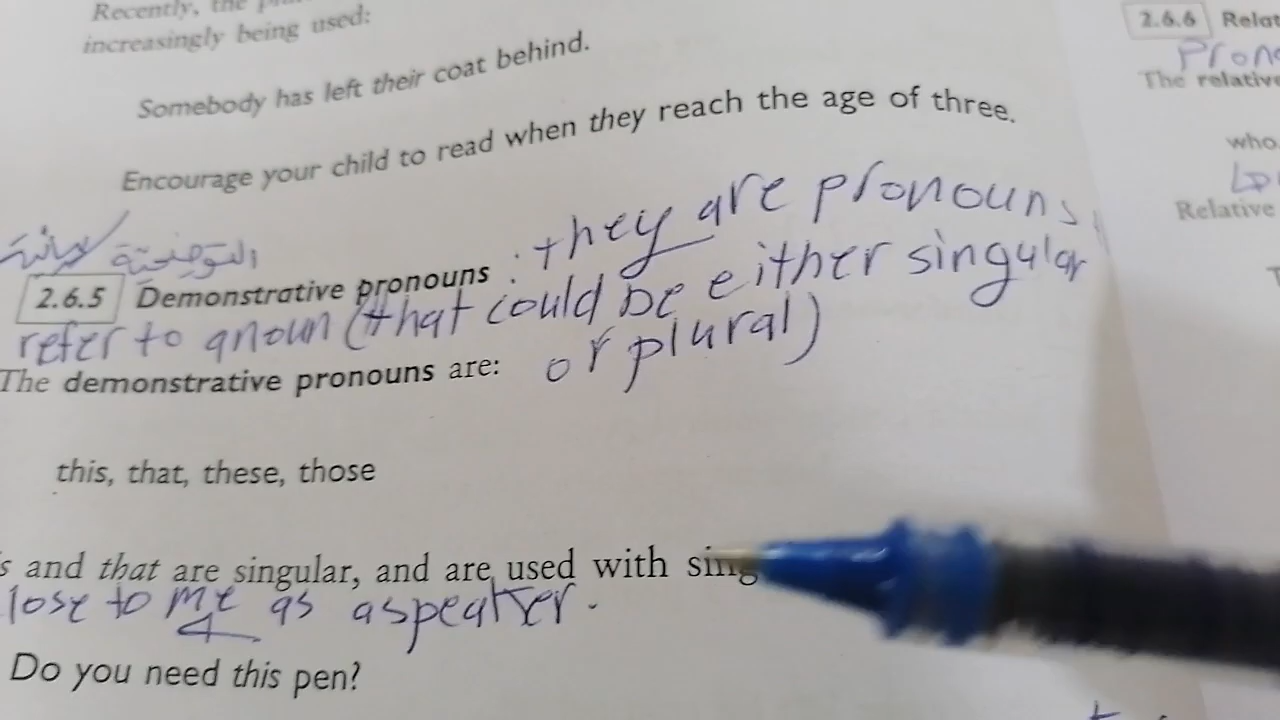 Recently, the
increasingly being used:
Somebody has left their coat behind.
Encourage your child to read when they reach the age of three.
التوضيحية
2.6.5 Demonstrative pronouns : they are pronouns
refer to a noun (that could be either singular
or plural)
The demonstrative pronouns are:
this, that, these, those
s and that are singular, and are used with sing
lose to me as a speaker.
Do you need this pen?
2.6.6 Relat
Pron
The relative
who,
Relative